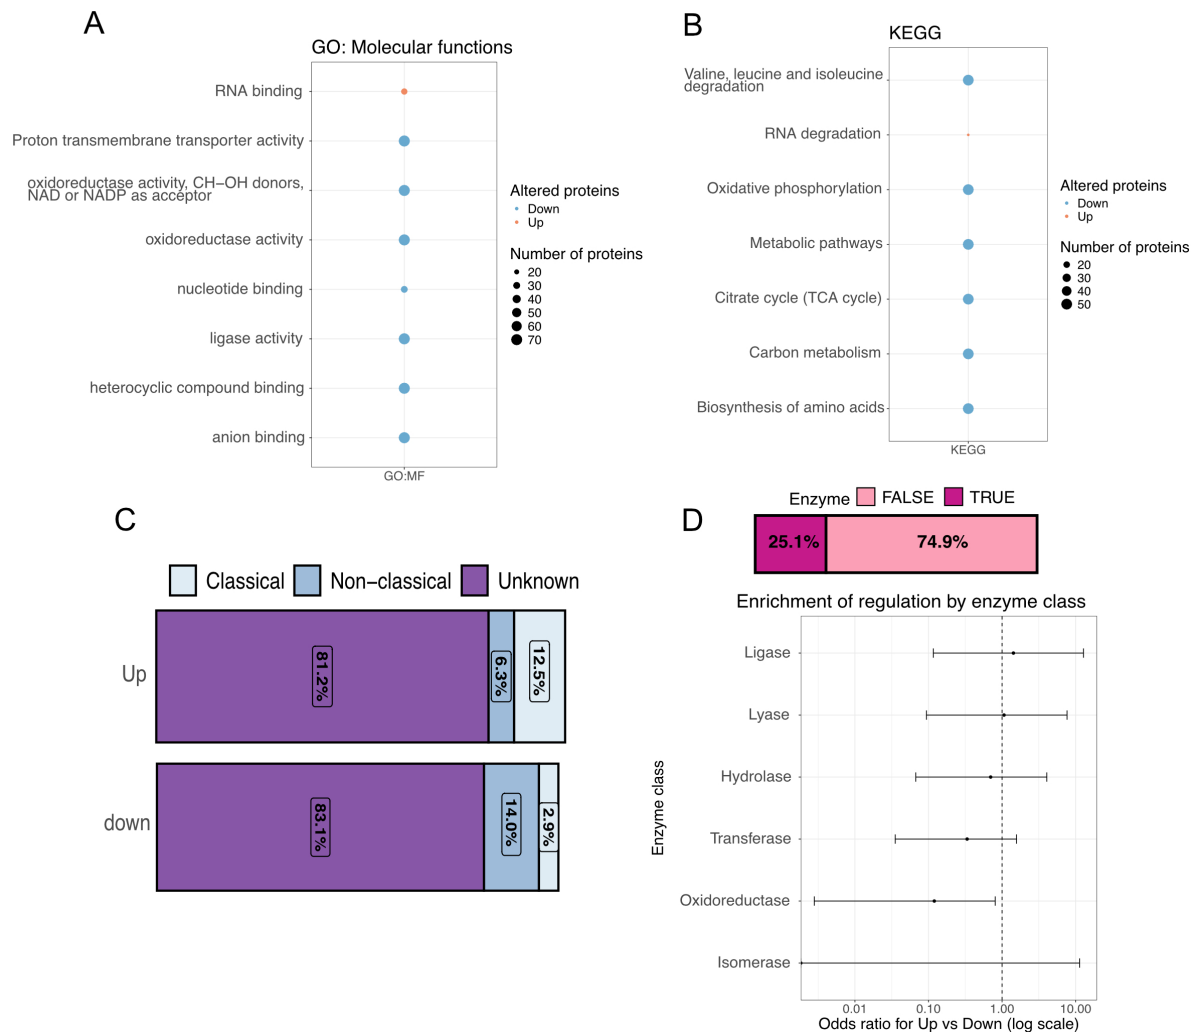 A
GO: Molecular functions
RNA binding
Proton transmembrane transporter activity
oxidoreductase activity, CH−OH donors,
NAD or NADP as acceptor
oxidoreductase activity
nucleotide binding
ligase activity
heterocyclic compound binding
anion binding
GO:MF
Altered proteins
Down
Up
Number of proteins
20
30
40
50
60
70
B
KEGG
Valine, leucine and isoleucine
degradation
RNA degradation
Oxidative phosphorylation
Metabolic pathways
Citrate cycle (TCA cycle)
Carbon metabolism
Biosynthesis of amino acids
KEGG
Altered proteins
Down
Up
Number of proteins
20
30
40
50
C
Classical Non−classical Unknown
Up
81.2% 6.3% 12.5%
down
83.1% 14.0% 2.9%
D
Enzyme FALSE TRUE
25.1% 74.9%
Enrichment of regulation by enzyme class
Enzyme class
Ligase
Lyase
Hydrolase
Transferase
Oxidoreductase
Isomerase
0.01 0.10 1.00 10.00
Odds ratio for Up vs Down (log scale)